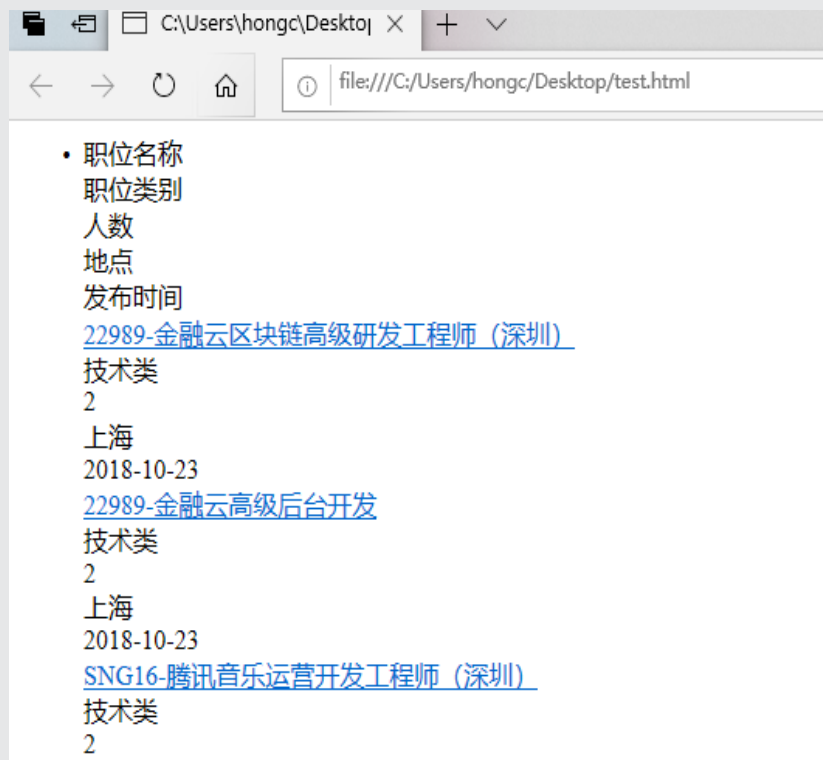 C:\Users\hongc\Desktop
file:///C:/Users/hongc/Desktop/test.html
• 职位名称
职位类别
人数
地点
发布时间
22989-金融云区块链高级研发工程师（深圳）
技术类
2
上海
2018-10-23
22989-金融云高级后台开发
技术类
2
上海
2018-10-23
SNG16-腾讯音乐运营开发工程师（深圳）
技术类
2